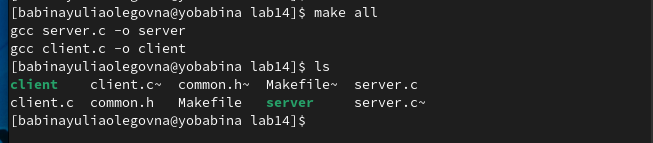 [babinayuliaolegovna@yobabina lab14]$ make all
gcc server.c -o server
gcc client.c -o client
[babinayuliaolegovna@yobabina lab14]$ ls
client    client.c~  common.h~  Makefile~  server.c
client.c  common.h   Makefile   server     server.c~
[babinayuliaolegovna@yobabina lab14]$